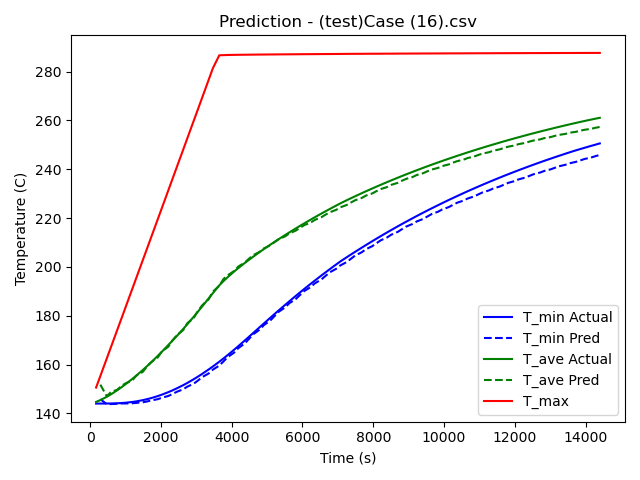 Prediction - (test)Case (16).csv
Temperature (C)
280
260
240
220
200
180
160
140
0 2000 4000 6000 8000 10000 12000 14000
Time (s)
T_min Actual
T_min Pred
T_ave Actual
T_ave Pred
T_max